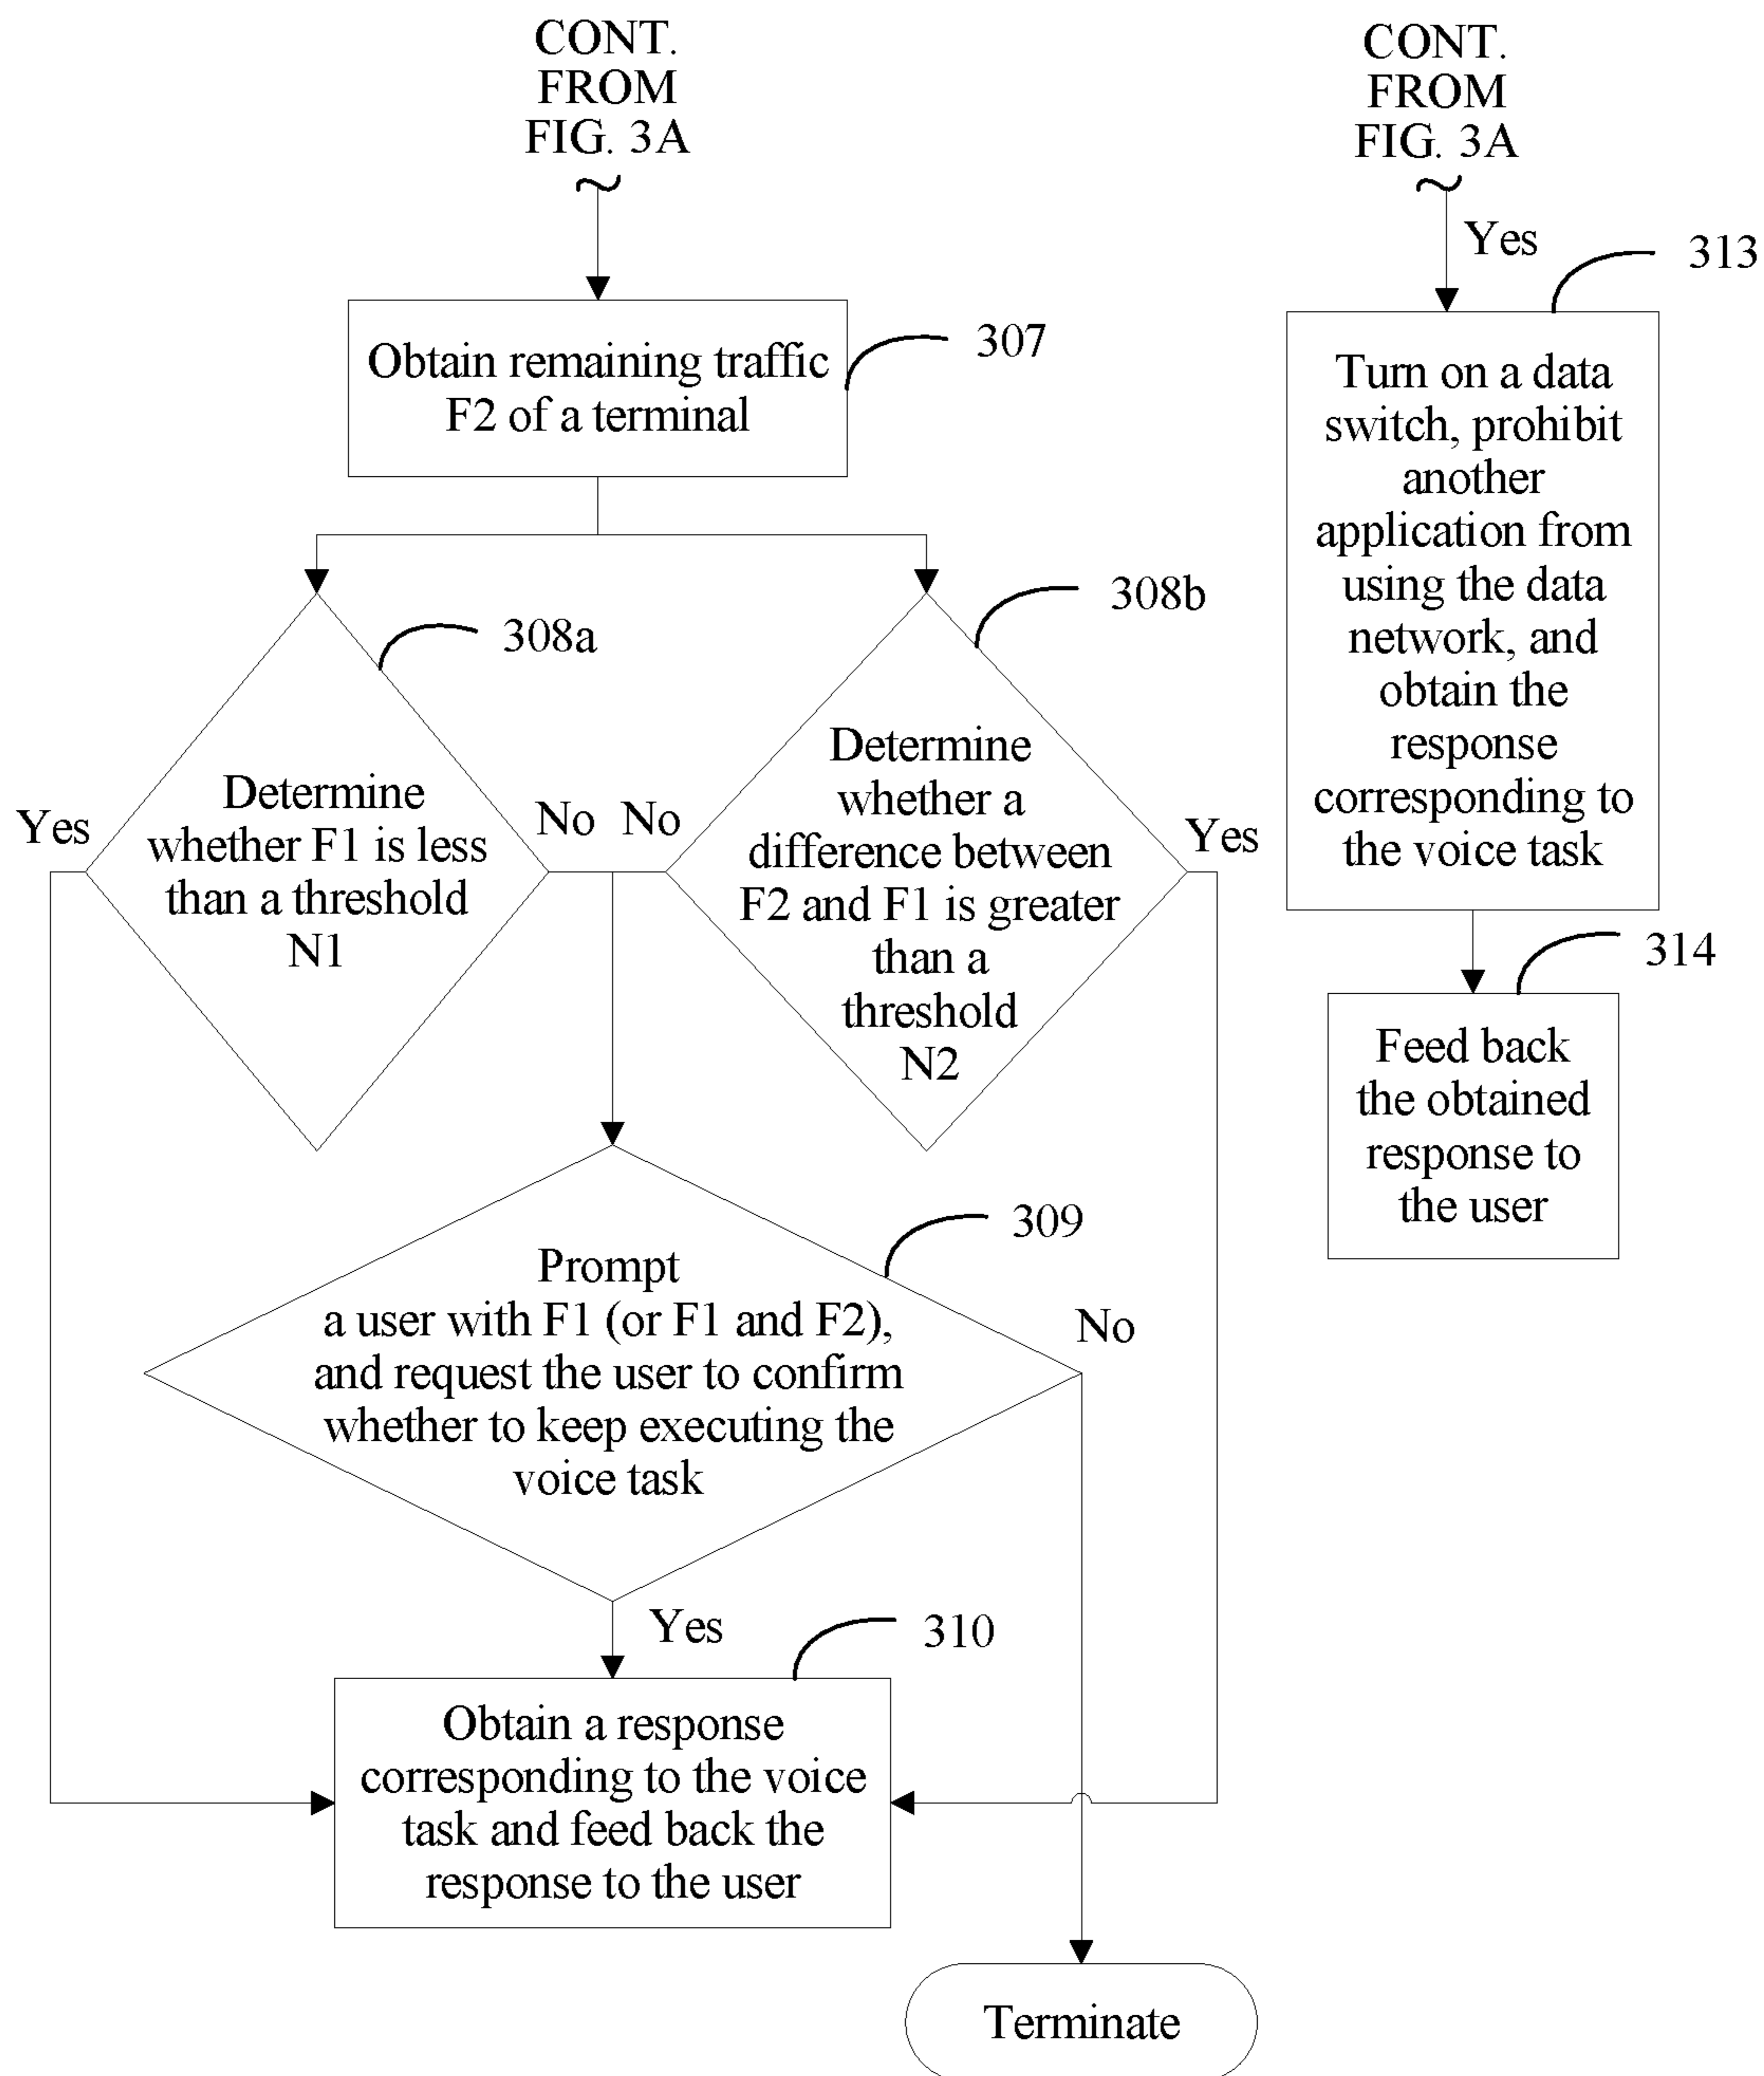 CONT.
FROM
FIG. 3A
307
Obtain remaining traffic
F2 of a terminal
308a
Determine
whether F1 is less
than a threshold
N1
Yes
No
308b
Determine
whether a
difference between
F2 and F1 is greater
than a
threshold
N2
No
Yes
309
Prompt
a user with F1 (or F1 and F2),
and request the user to confirm
whether to keep executing the
voice task
No
Yes
310
Obtain a response
corresponding to the voice
task and feed back the
response to the user
Terminate
CONT.
FROM
FIG. 3A
Yes
313
Turn on a data
switch, prohibit
another
application from
using the data
network, and
obtain the
response
corresponding to
the voice task
314
Feed back
the obtained
response to
the user